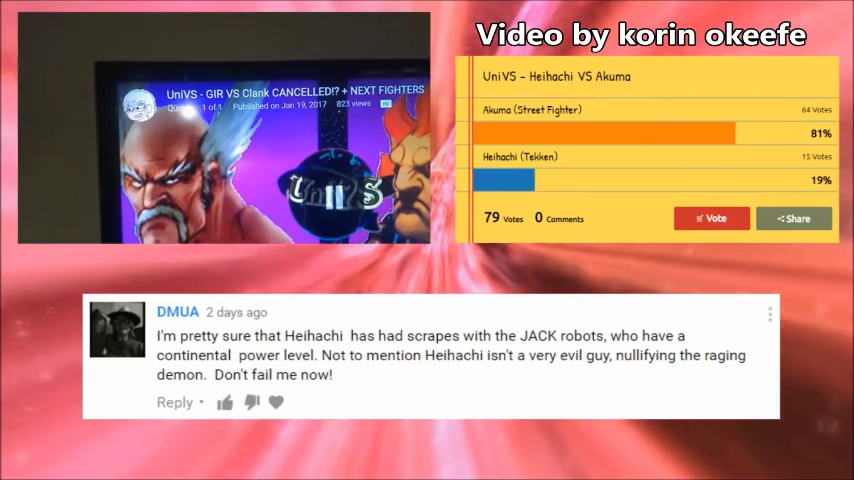 Video by korin okeefe
UniVS - GIR VS Clank CANCELLED!? + NEXT FIGHTERS
1 of 1 Published on Jan 19, 2017 823 views HD
UniVS
UniVS - Heihachi VS Akuma
Akuma (Street Fighter) 64 Votes
81%
Heihachi (Tekken) 15 Votes
19%
79 Votes 0 Comments Vote Share
DMUA 2 days ago
I'm pretty sure that Heihachi has had scrapes with the JACK robots, who have a
continental power level. Not to mention Heihachi isn't a very evil guy, nullifying the raging
demon. Don't fail me now!
Reply •